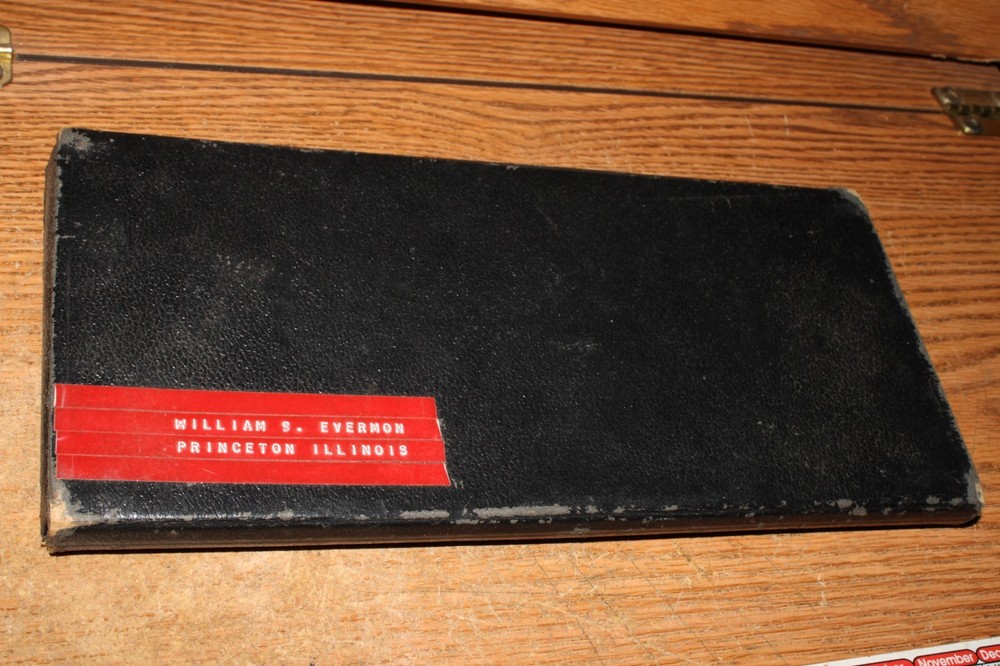 WILLIAM S. EVERMON
PRINCETON ILLINOIS
November